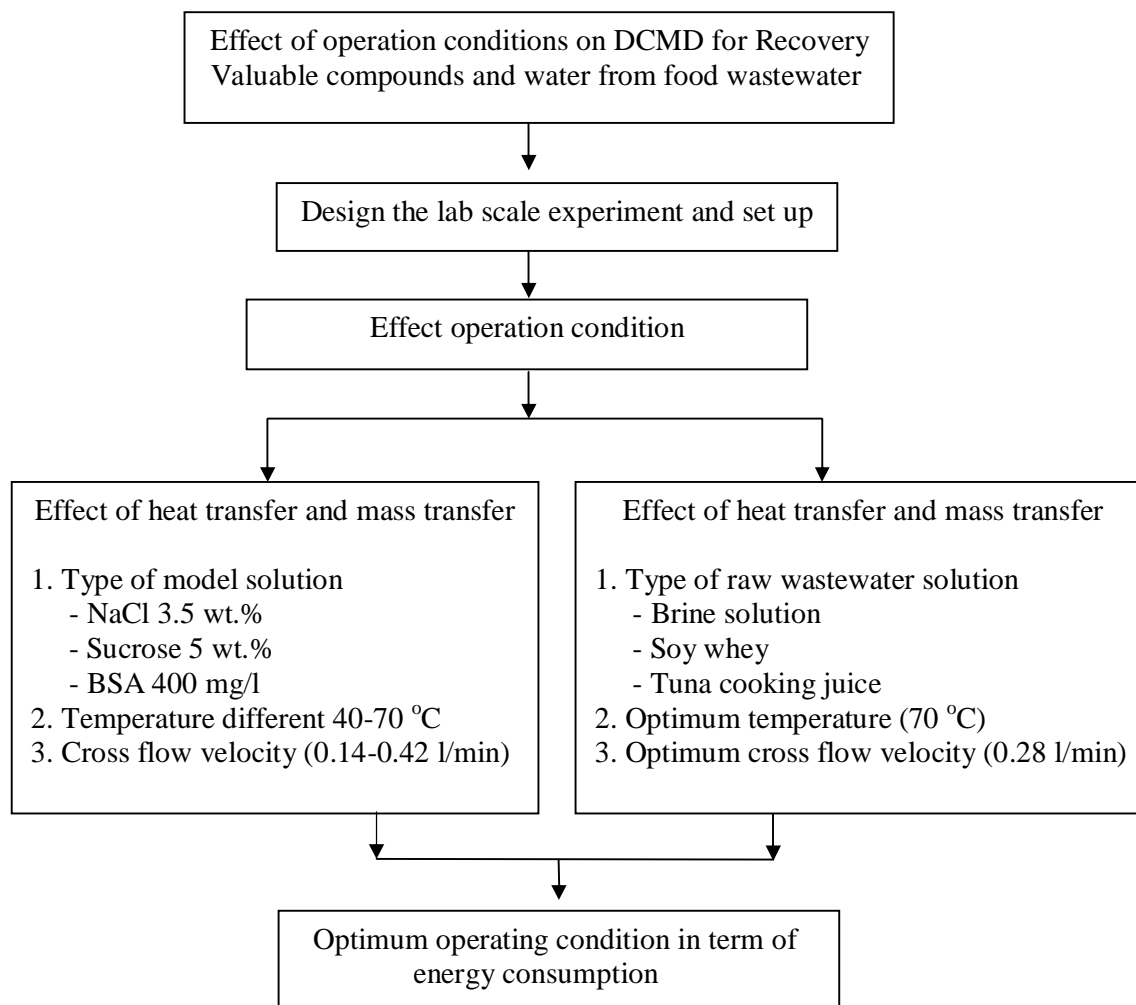 Effect of operation conditions on DCMD for Recovery
Valuable compounds and water from food wastewater
Design the lab scale experiment and set up
Effect operation condition
Effect of heat transfer and mass transfer
1. Type of model solution
- NaCl 3.5 wt.%
- Sucrose 5 wt.%
- BSA 400 mg/l
2. Temperature different 40-70 °C
3. Cross flow velocity (0.14-0.42 l/min)
Effect of heat transfer and mass transfer
1. Type of raw wastewater solution
- Brine solution
- Soy whey
- Tuna cooking juice
2. Optimum temperature (70 °C)
3. Optimum cross flow velocity (0.28 l/min)
Optimum operating condition in term of
energy consumption